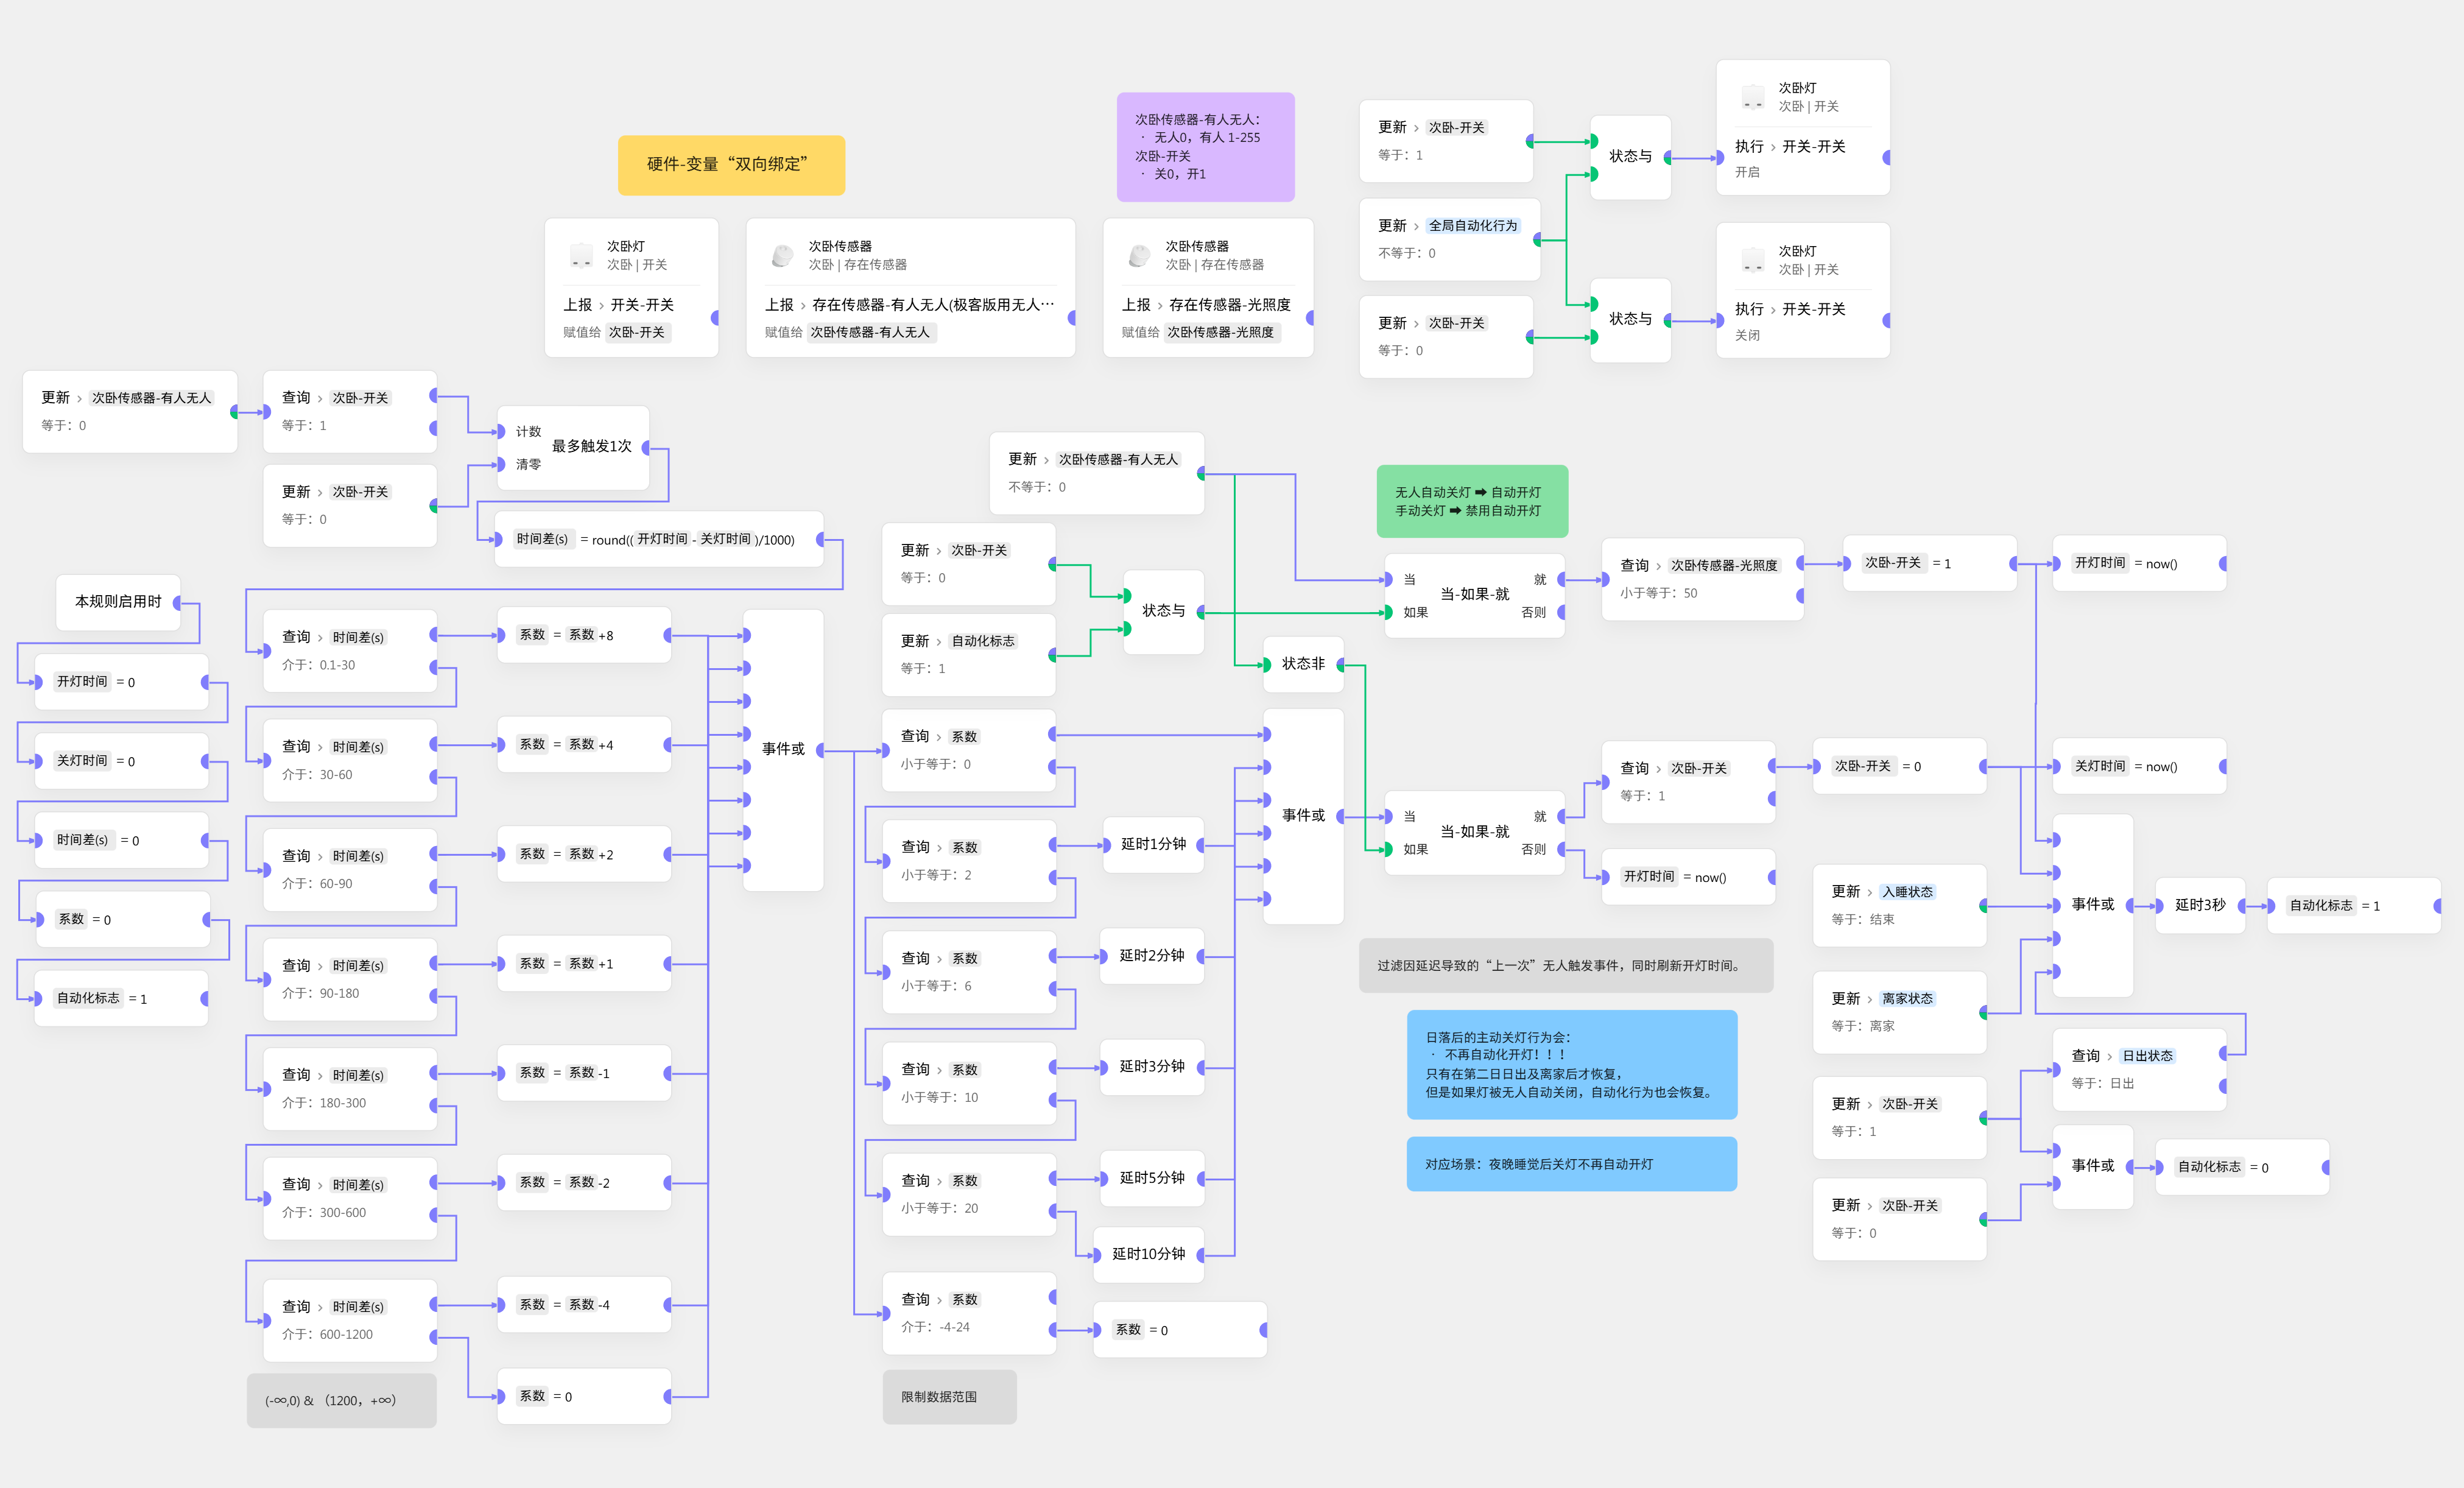 硬件-变量“双向绑定”
次卧传感器-有人无人：
· 无人0，有人 1-255
次卧-开关
· 关0，开1
次卧灯
次卧 | 开关
上报 › 开关-开关
赋值给 次卧-开关
次卧传感器
次卧 | 存在传感器
上报 › 存在传感器-有人无人(极客版用无人…
赋值给 次卧传感器-有人无人
次卧传感器
次卧 | 存在传感器
上报 › 存在传感器-光照度
赋值给 次卧传感器-光照度
更新 › 次卧-开关
等于：1
更新 › 全局自动化行为
不等于：0
更新 › 次卧-开关
等于：0
状态与
状态与
次卧灯
次卧 | 开关
执行 › 开关-开关
开启
次卧灯
次卧 | 开关
执行 › 开关-开关
关闭
更新 › 次卧传感器-有人无人
等于：0
查询 › 次卧-开关
等于：1
更新 › 次卧-开关
等于：0
计数
最多触发1次
清零
时间差(s) = round(( 开灯时间 - 关灯时间 )/1000)
本规则启用时
开灯时间 = 0
关灯时间 = 0
时间差(s) = 0
系数 = 0
自动化标志 = 1
查询 › 时间差(s)
介于：0.1-30
系数 = 系数 +8
查询 › 时间差(s)
介于：30-60
系数 = 系数 +4
查询 › 时间差(s)
介于：60-90
系数 = 系数 +2
查询 › 时间差(s)
介于：90-180
系数 = 系数 +1
查询 › 时间差(s)
介于：180-300
系数 = 系数 -1
查询 › 时间差(s)
介于：300-600
系数 = 系数 -2
查询 › 时间差(s)
介于：600-1200
系数 = 系数 -4
系数 = 0
(-∞,0) & （1200，+∞）
事件或
更新 › 次卧传感器-有人无人
不等于：0
更新 › 次卧-开关
等于：0
更新 › 自动化标志
等于：1
状态与
状态非
查询 › 系数
小于等于：0
查询 › 系数
小于等于：2
延时1分钟
查询 › 系数
小于等于：6
延时2分钟
查询 › 系数
小于等于：10
延时3分钟
查询 › 系数
小于等于：20
延时5分钟
延时10分钟
查询 › 系数
介于：-4-24
系数 = 0
限制数据范围
事件或
无人自动关灯 ➡ 自动开灯
手动关灯 ➡ 禁用自动开灯
当
就
当-如果-就
如果
否则
查询 › 次卧传感器-光照度
小于等于：50
次卧-开关 = 1
开灯时间 = now()
当
就
当-如果-就
如果
否则
查询 › 次卧-开关
等于：1
次卧-开关 = 0
关灯时间 = now()
开灯时间 = now()
过滤因延迟导致的“上一次”无人触发事件，同时刷新开灯时间。
日落后的主动关灯行为会：
· 不再自动化开灯！！！
只有在第二日日出及离家后才恢复，
但是如果灯被无人自动关闭，自动化行为也会恢复。
对应场景：夜晚睡觉后关灯不再自动开灯
更新 › 入睡状态
等于：结束
更新 › 离家状态
等于：离家
事件或
延时3秒
自动化标志 = 1
查询 › 日出状态
等于：日出
更新 › 次卧-开关
等于：1
更新 › 次卧-开关
等于：0
事件或
自动化标志 = 0